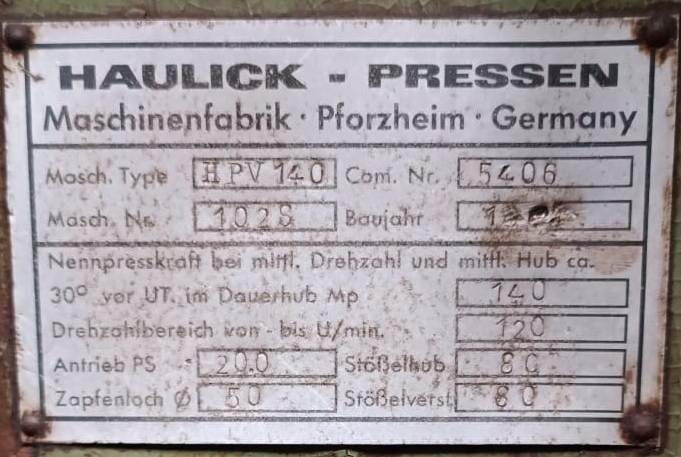 HAULICK - PRESSEN
Maschinenfabrik · Pforzheim · Germany
Masch. Type HPV 140 Com. Nr. 5406
Masch. Nr. Baujahr
Nennpresskraft bei mittl. Drehzahl und mittl. Hub ca.
30° vor UT. im Dauerhub Mp 140
Drehzahlbereich von - bis U/min. 120
Antrieb PS 20.0 Stößelhub 80
Zapfenloch Ø 50 Stößelverst. 80